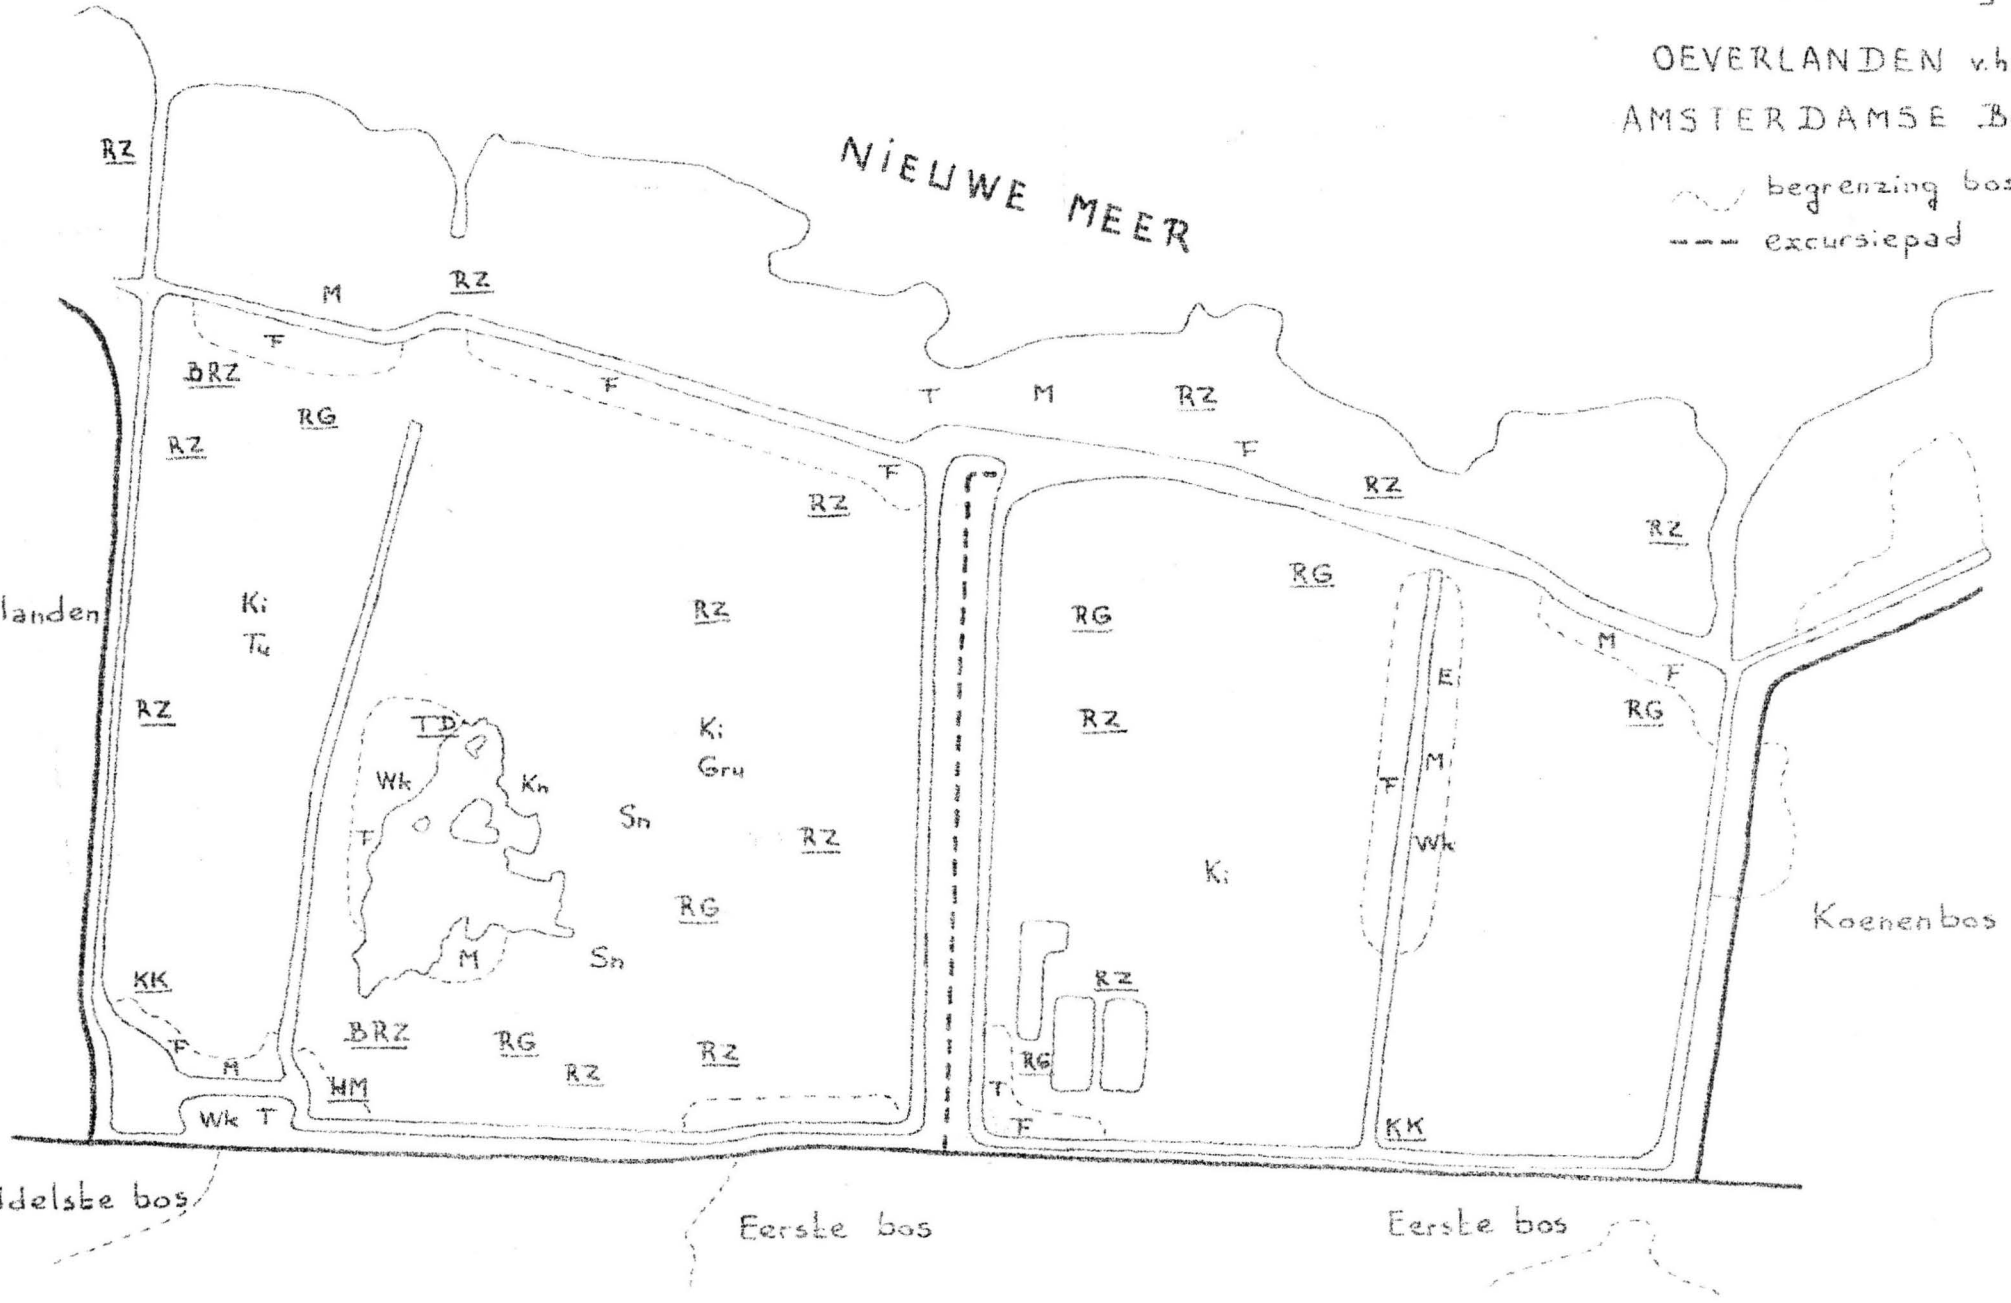 OEVERLANDEN v.h
AMSTERDAMSE B
begrenzing bos
excursiepad
NIEUWE MEER
RZ
RZ
M
F
BRZ
F
T M RZ
RG
F
RZ
F
RZ
RZ
RZ
RG
RG
landen
Ki
Tu
RZ
RG
M
E
F
RZ
TD
Ki
Gru
RZ
RG
Wk
Kn
M
F
Sn
T
RZ
Wk
Ki
RG
Koenenbos
M
Sn
KK
RZ
BRZ
RG
RZ
F
M
RZ
RG
HM
T
Wk T
F
KK
delste bos
Eerste bos
Eerste bos